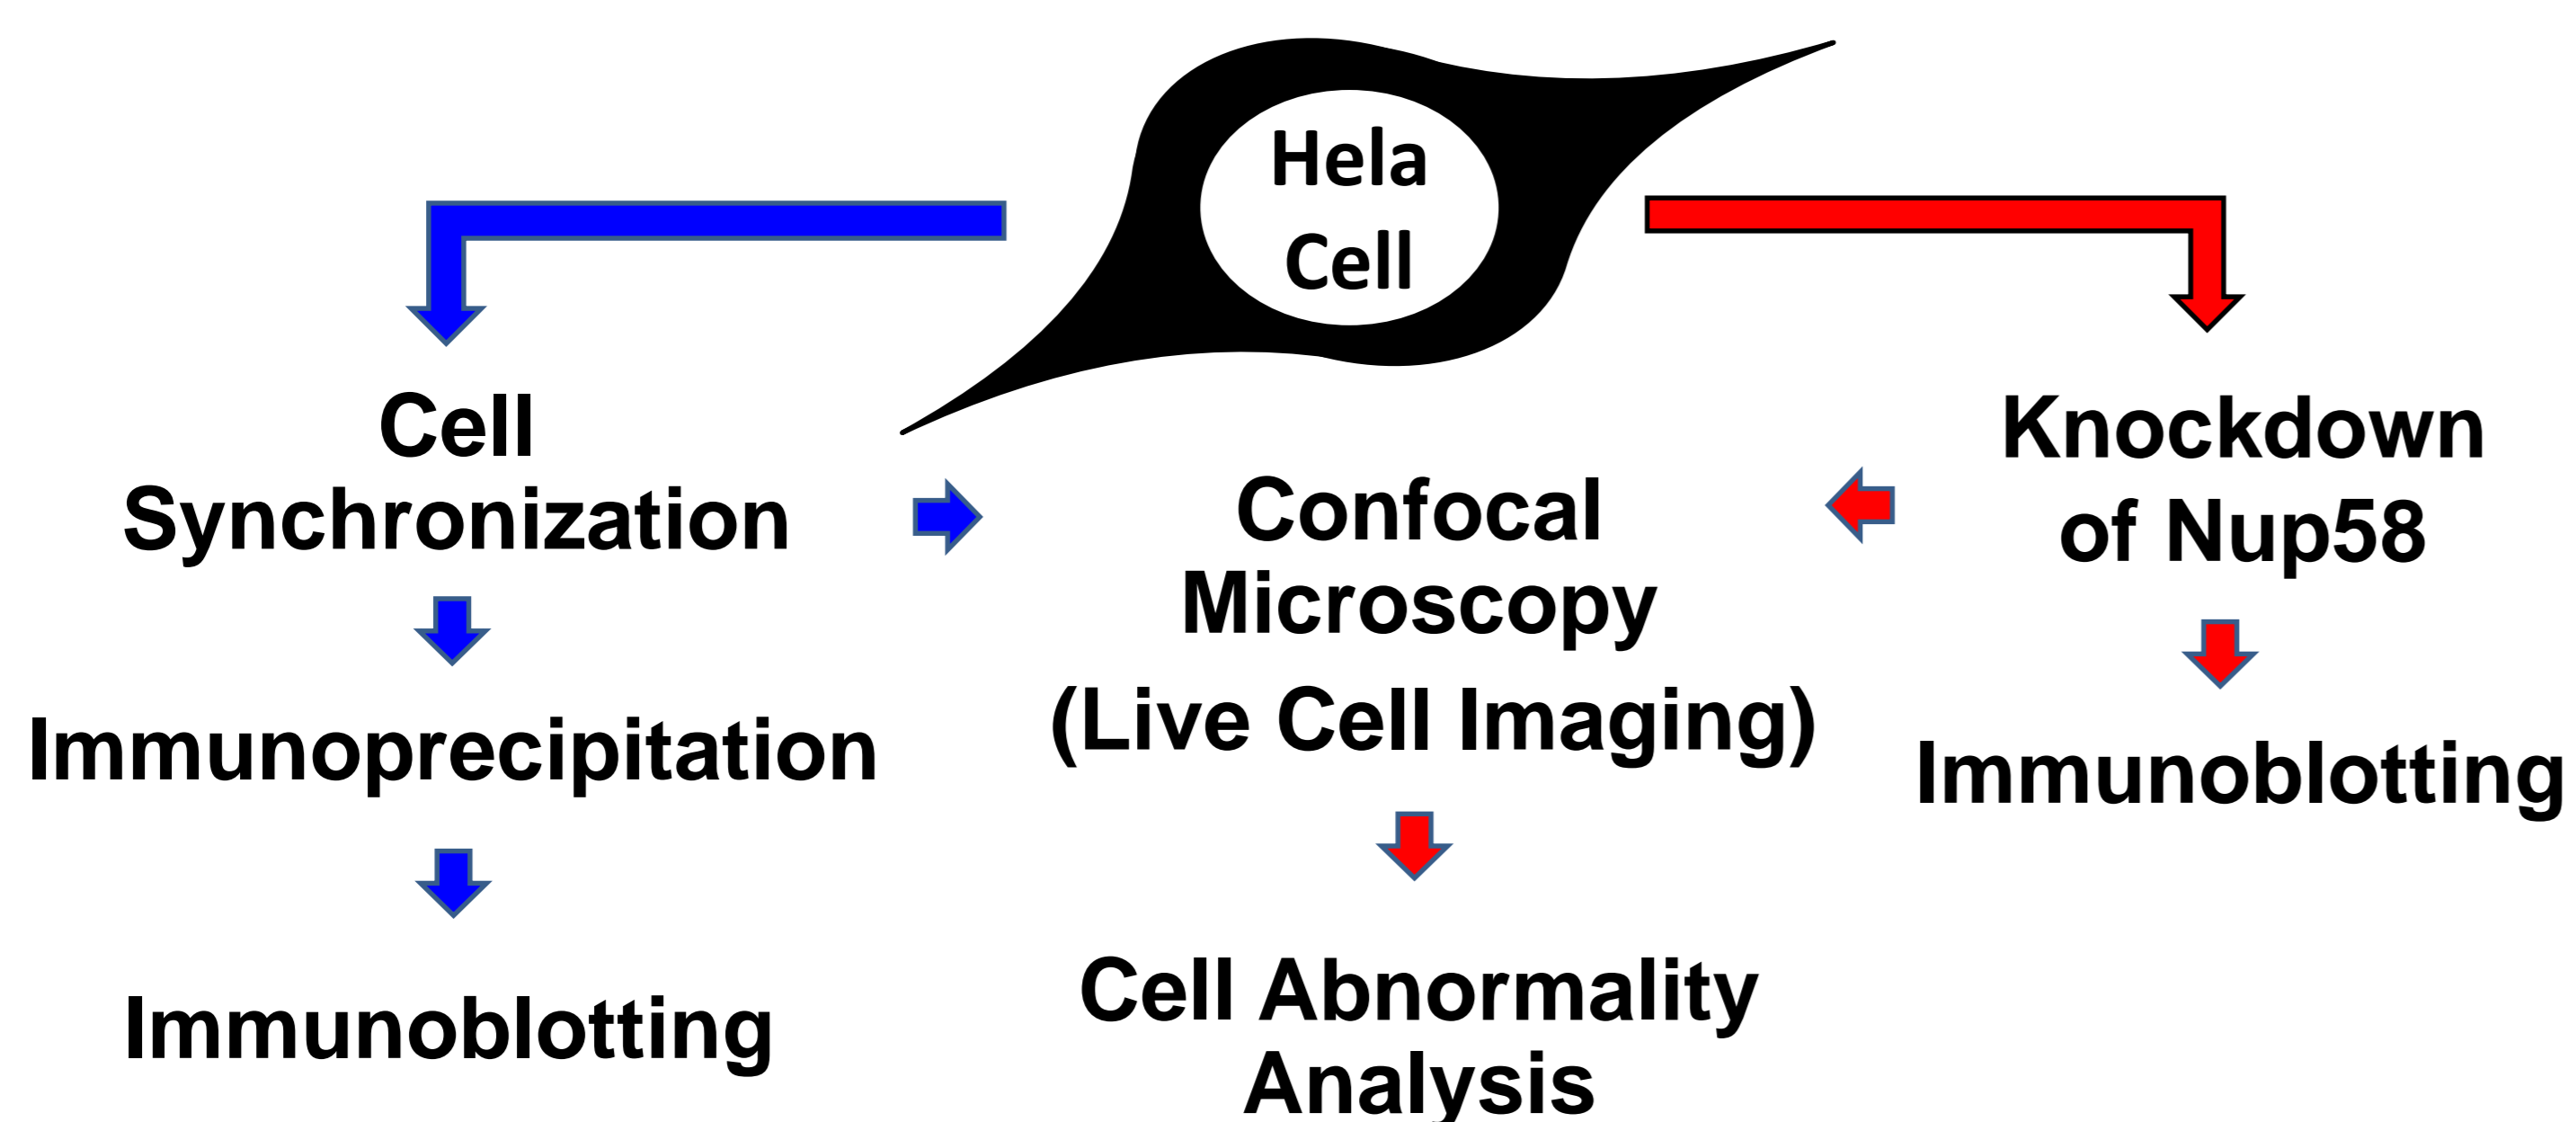 Hela
Cell
Cell
Synchronization
Immunoprecipitation
Immunoblotting
Confocal
Microscopy
(Live Cell Imaging)
Cell Abnormality
Analysis
Knockdown
of Nup58
Immunoblotting